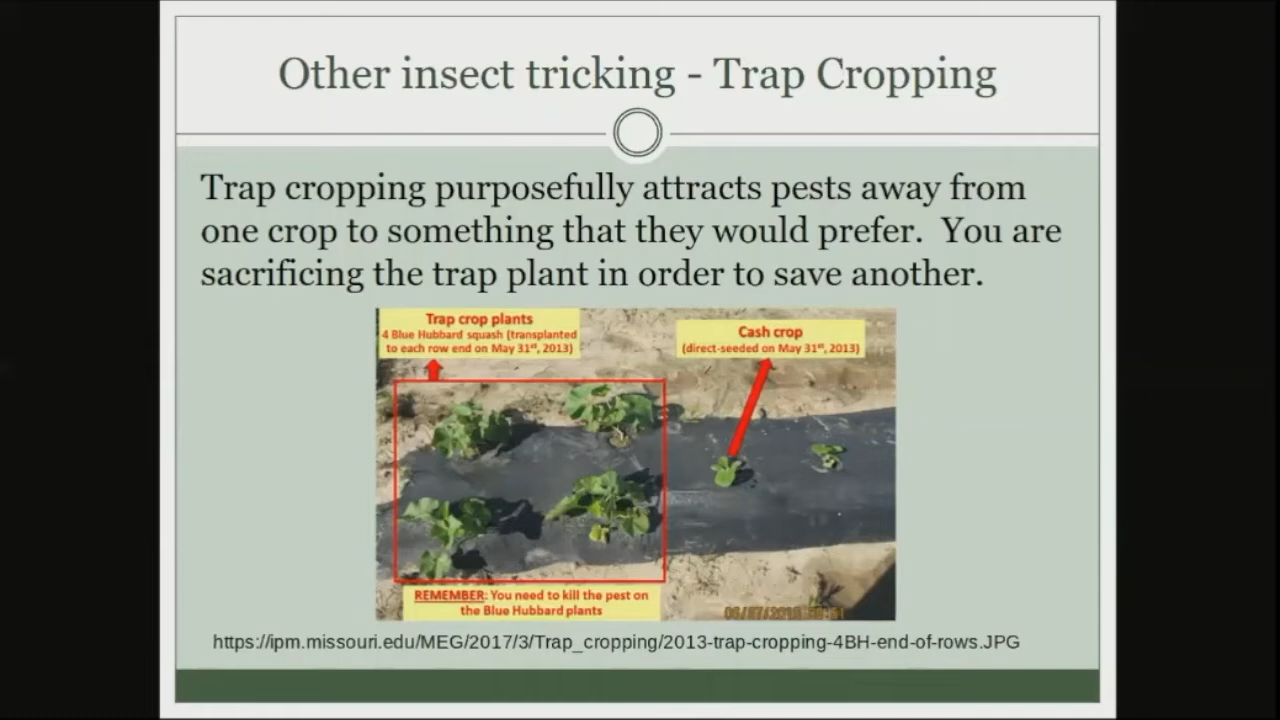 Other insect tricking - Trap Cropping
Trap cropping purposefully attracts pests away from
one crop to something that they would prefer. You are
sacrificing the trap plant in order to save another.
Trap crop plants
4 Blue Hubbard squash (transplanted
to each row end on May 31st, 2013)
Cash crop
(direct-seeded on May 31st, 2013)
REMEMBER: You need to kill the pest on
the Blue Hubbard plants
https://ipm.missouri.edu/MEG/2017/3/Trap_cropping/2013-trap-cropping-4BH-end-of-rows.JPG